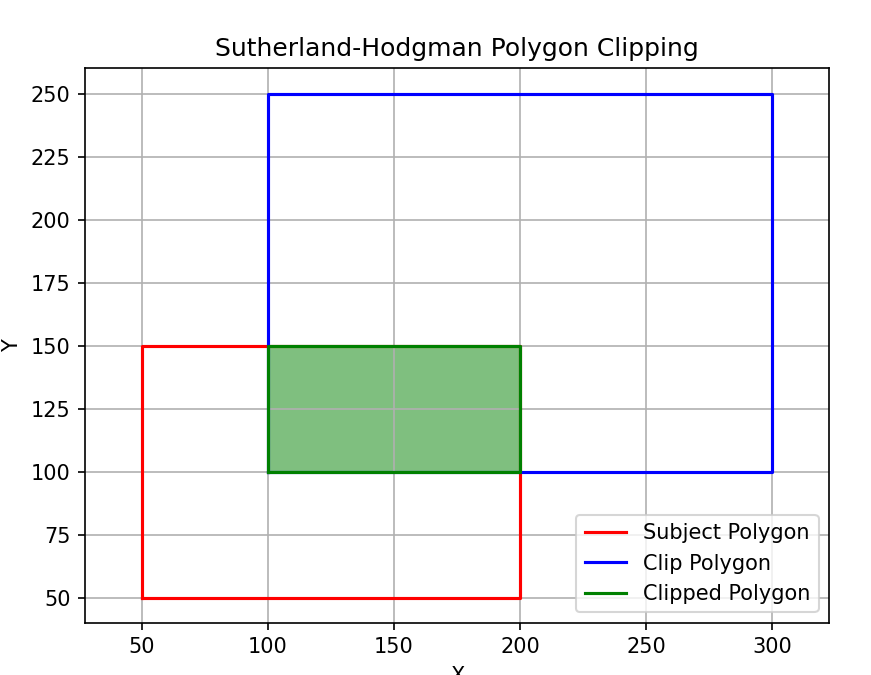 Sutherland-Hodgman Polygon Clipping
250
225
200
175
150
125
100
75
50
Y
50
100
150
200
250
300
X
Subject Polygon
Clip Polygon
Clipped Polygon